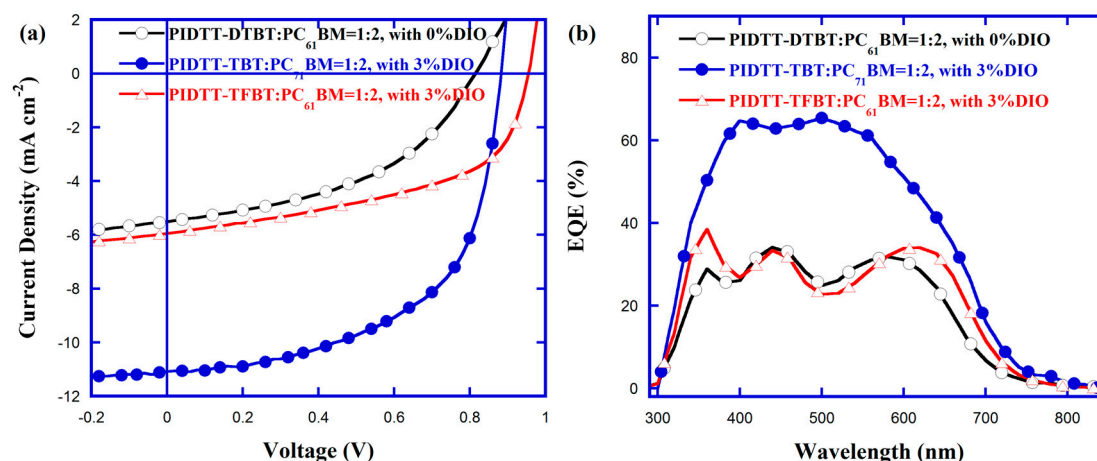 (a)
PIDTT-DTBT:PC61BM=1:2, with 0%DIO
PIDTT-TBT:PC71BM=1:2, with 3%DIO
PIDTT-TFBT:PC61BM=1:2, with 3%DIO
2
0
-2
-4
-6
-8
-10
-12
-0.2
0
0.2
0.4
0.6
0.8
1
Current Density (mA cm-2)
Voltage (V)
(b)
PIDTT-DTBT:PC61BM=1:2, with 0%DIO
PIDTT-TBT:PC71BM=1:2, with 3%DIO
PIDTT-TFBT:PC61BM=1:2, with 3%DIO
80
60
40
20
0
300
400
500
600
700
800
EQE (%)
Wavelength (nm)